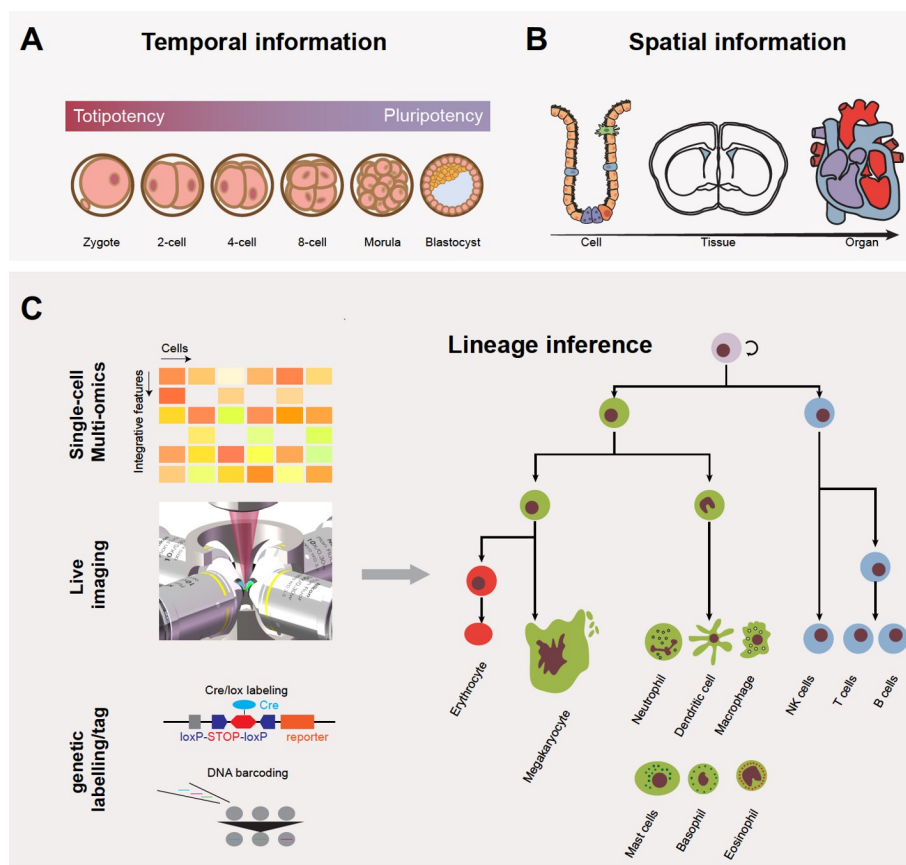 A
Temporal information
Totipotency
Pluripotency
Zygote
2-cell
4-cell
8-cell
Morula
Blastocyst
B
Spatial information
Cell
Tissue
Organ
C
Single-cell
Multi-omics
Cells
Integrative features
Live
imaging
genetic
labelling/tag
Cre/lox labeling
Cre
loxP-STOP-loxP
reporter
DNA barcoding
Lineage inference
Erythrocyte
Megakaryocyte
Neutrophil
Dendritic cell
Macrophage
NK cells
T cells
B cells
Mast cells
Basophil
Eosinophil